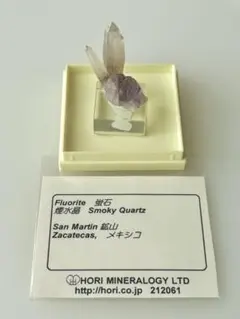 Fluorite 蛍石
煙水晶 Smoky Quartz
San Martin 鉱山
Zacatecas, メキシコ
HORI MINERALOGY LTD
http://hori.co.jp 212061